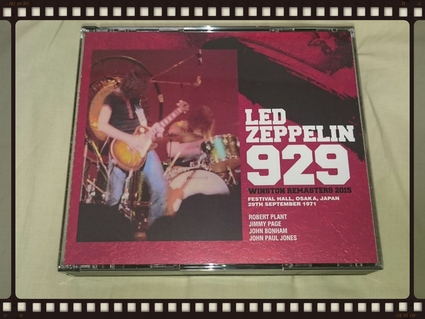 LED
ZEPPELIN
929
WINSTON REMASTERS 2015
FESTIVAL HALL, OSAKA, JAPAN
29TH SEPTEMBER 1971
ROBERT PLANT
JIMMY PAGE
JOHN BONHAM
JOHN PAUL JONES